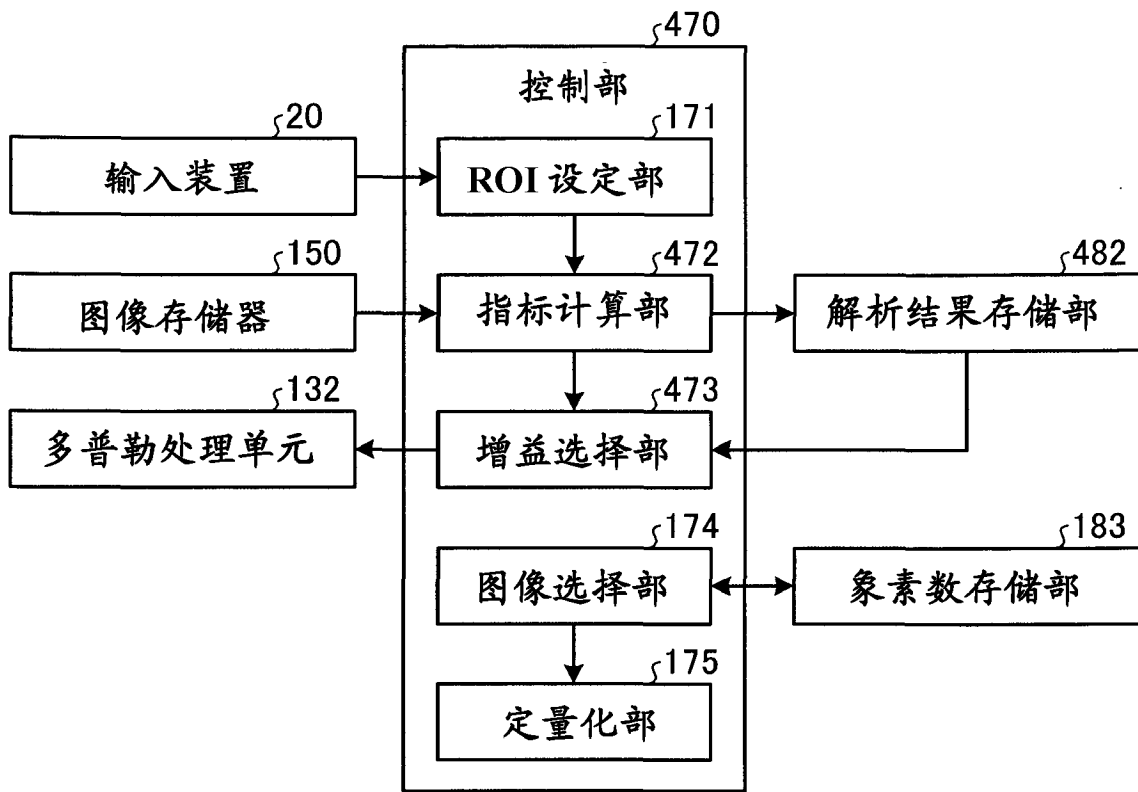 470
控制部
20
输入装置
171
ROI 设定部
150
图像存储器
472
指标计算部
482
解析结果存储部
132
多普勒处理单元
473
增益选择部
174
图像选择部
183
象素数存储部
175
定量化部